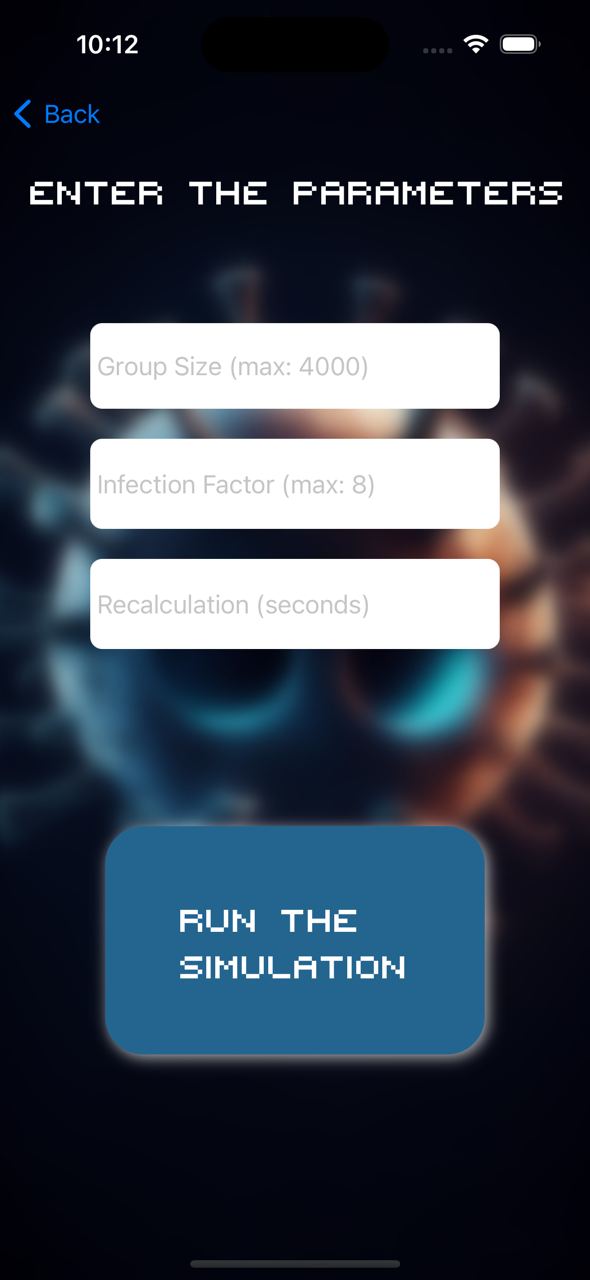 10:12
Back
ENTER THE PARAMETERS
Group Size (max: 4000)
Infection Factor (max: 8)
Recalculation (seconds)
RUN THE
SIMULATION